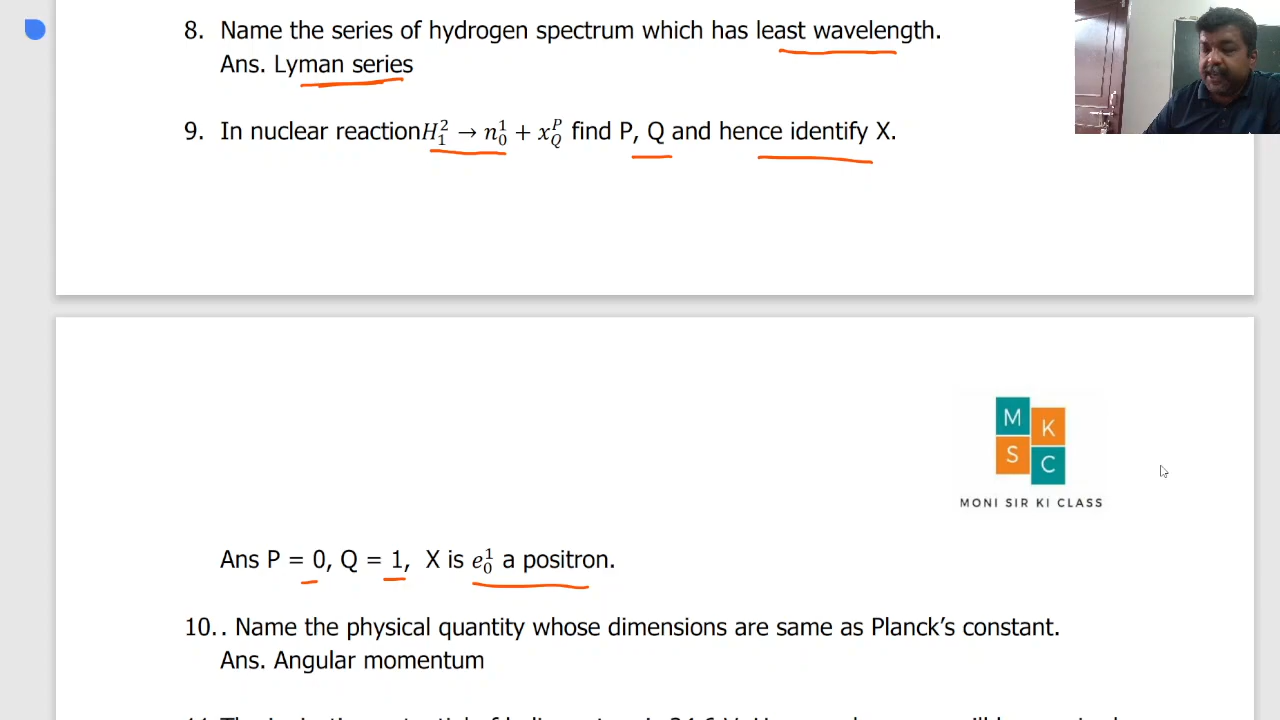 8. Name the series of hydrogen spectrum which has least wavelength.
Ans. Lyman series
9. In nuclear reaction𝐻₁² → 𝑛₀¹ + 𝑥_Q^P find P, Q and hence identify X.
M K
S C
MONI SIR KI CLASS
Ans P = 0, Q = 1, X is 𝑒₀¹ a positron.
10. . Name the physical quantity whose dimensions are same as Planck's constant.
Ans. Angular momentum